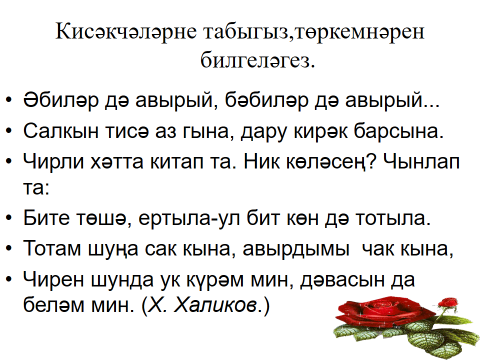 Кисәкчәләрне табыгыз,төркемнәрен
билгеләгез.
• Әбиләр дә авырый, бәбиләр дә авырый...
• Салкын тисә аз гына, дару кирәк барсына.
• Чирли хәтта китап та. Ник көләсең? Чынлап
та:
• Бите төшә, ертыла-ул бит көн дә тотыла.
• Тотам шуңа сак кына, авырдымы  чак кына,
• Чирен шунда ук күрәм мин, дәвасын да
беләм мин. (Х. Халиков.)